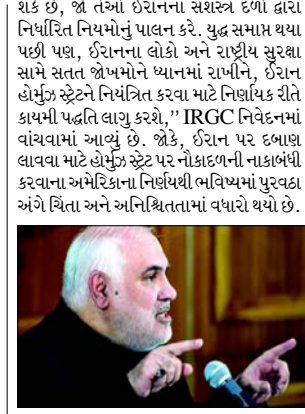 શકે છે, જો તેઓ ઈરાનના સશસ્ત્ર દળો દ્વારા
નિર્ધારિત નિયમોનું પાલન કરે. યુદ્ધ સમાપ્ત થયા
પછી પણ, ઈરાનના લોકો અને રાષ્ટ્રીય સુરક્ષા
સામે સતત જોખમોને ધ્યાનમાં રાખીને, ઈરાન
હોર્મુઝ સ્ટ્રેટને નિયંત્રિત કરવા માટે નિર્ણાયક રીતે
કાયમી પદ્ધતિ લાગુ કરશે,’’ IRGC નિવેદનમાં
વાંચવામાં આવ્યું છે. જોકે, ઈરાન પર દબાણ
લાવવા માટે હોર્મુઝ સ્ટ્રેટ પર નૌકાદળની નાકાબંધી
કરવાના અમેરિકાના નિર્ણયથી ભવિષ્યમાં પુરવઠા
અંગે ચિંતા અને અનિશ્ચિતતામાં વધારો થયો છે.